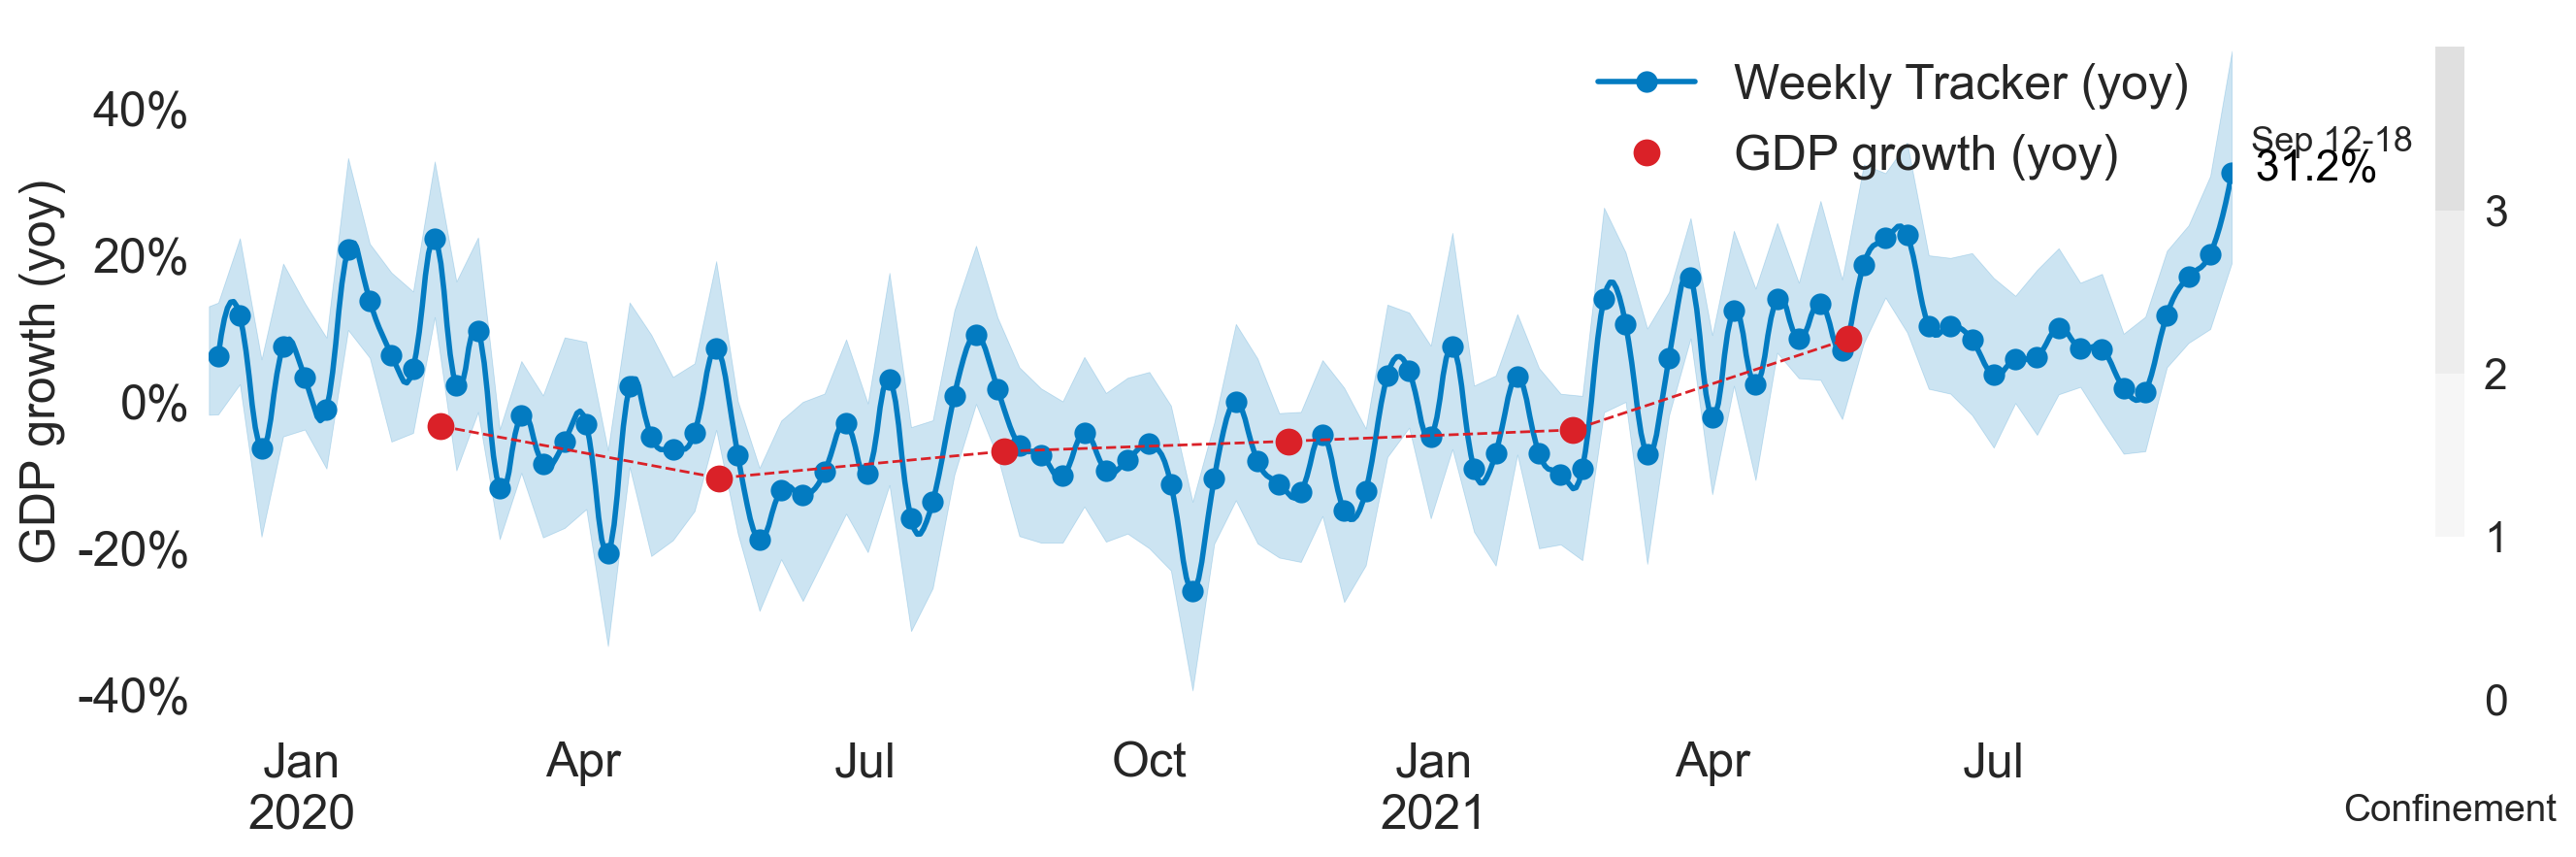 Weekly Tracker (yoy)
GDP growth (yoy)
Sep 12-18
31.2%
GDP growth (yoy)
40%
20%
0%
-20%
-40%
3
2
1
0
Jan
2020
Apr
Jul
Oct
Jan
2021
Apr
Jul
Confinement